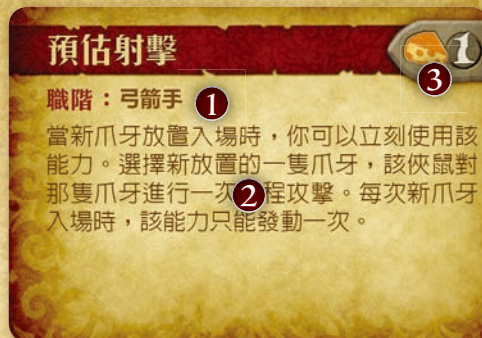 預估射擊
1
3
職階：弓箭手
1
當新爪牙放置入場時，你可以立刻使用該
能力。選擇新放置的一隻爪牙，該俠鼠對
那隻爪牙進行一次 程攻擊。每次新爪牙
2
入場時，該能力只能發動一次。